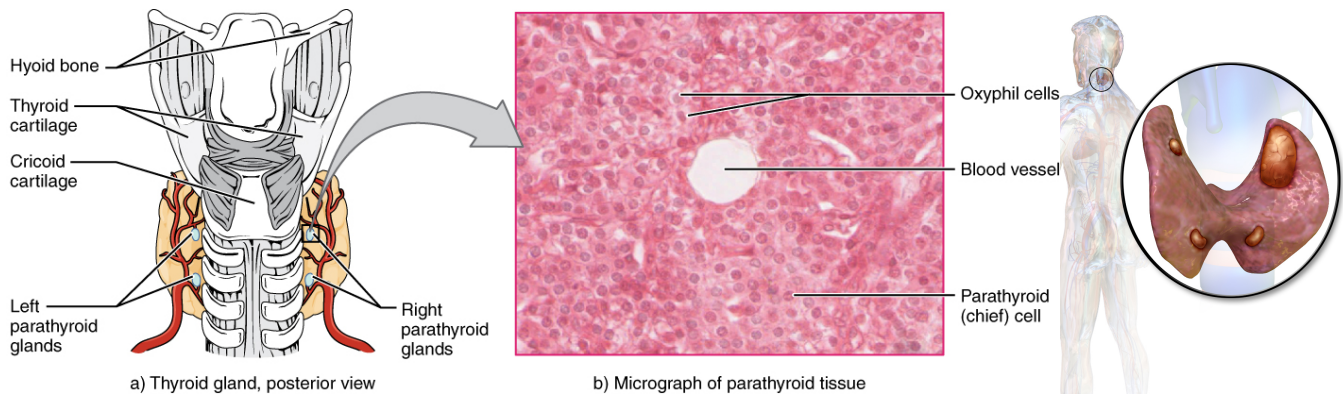 Hyoid bone
Thyroid
cartilage
Cricoid
cartilage
Left
parathyroid
glands
Right
parathyroid
glands
a) Thyroid gland, posterior view
Oxyphil cells
Blood vessel
Parathyroid
(chief) cell
b) Micrograph of parathyroid tissue